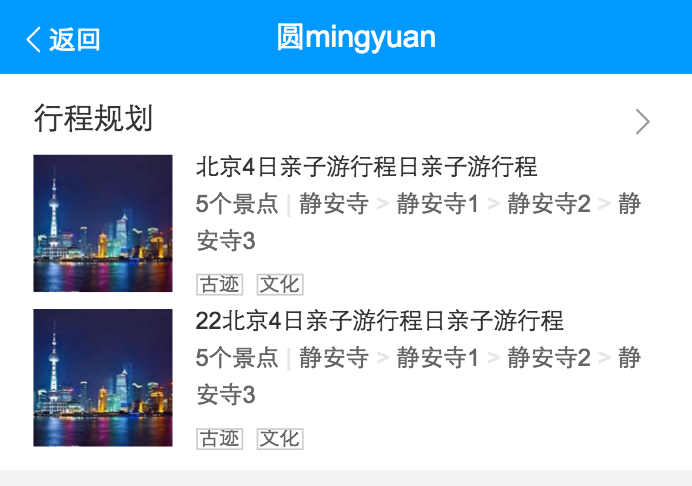 返回
圆mingyuan
行程规划
北京4日亲子游行程日亲子游行程
5个景点 | 静安寺 > 静安寺1 > 静安寺2 > 静
安寺3
古迹 文化
22北京4日亲子游行程日亲子游行程
5个景点 | 静安寺 > 静安寺1 > 静安寺2 > 静
安寺3
古迹 文化